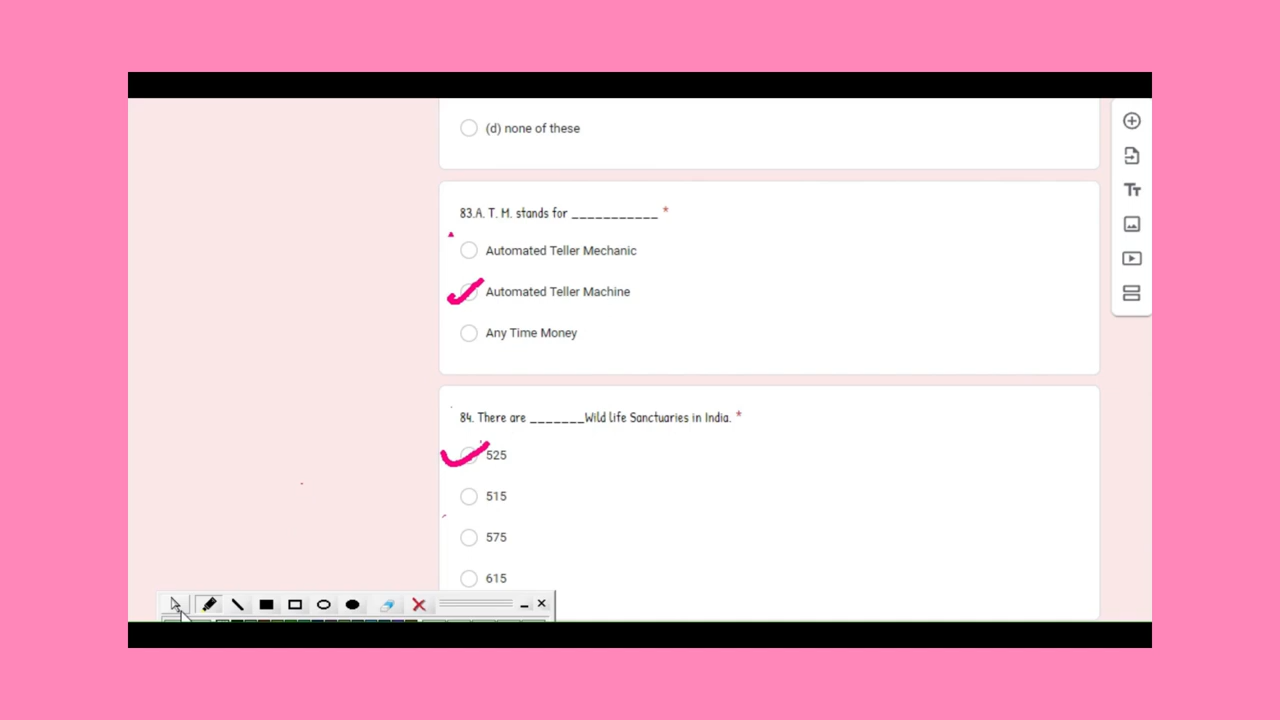 (d) none of these
83.A. T. M. stands for ___________ *
Automated Teller Mechanic
Automated Teller Machine
Any Time Money
84. There are _______Wild life Sanctuaries in India. *
525
515
575
615